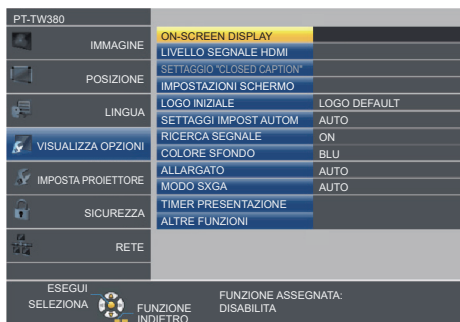 PT-TW380
IMMAGINE
POSIZIONE
LINGUA
VISUALIZZA OPZIONI
IMPOSTA PROIETTORE
SICUREZZA
RETE
ON-SCREEN DISPLAY
LIVELLO SEGNALE HDMI
SETTAGGIO "CLOSED CAPTION"
IMPOSTAZIONI SCHERMO
LOGO INIZIALE LOGO DEFAULT
SETTAGGI IMPOST AUTOM AUTO
RICERCA SEGNALE ON
COLORE SFONDO BLU
ALLARGATO AUTO
MODO SXGA AUTO
TIMER PRESENTAZIONE
ALTRE FUNZIONI
ESEGUI
SELEZIONA
FUNZIONE
INDIETRO
FUNZIONE ASSEGNATA:
DISABILITA